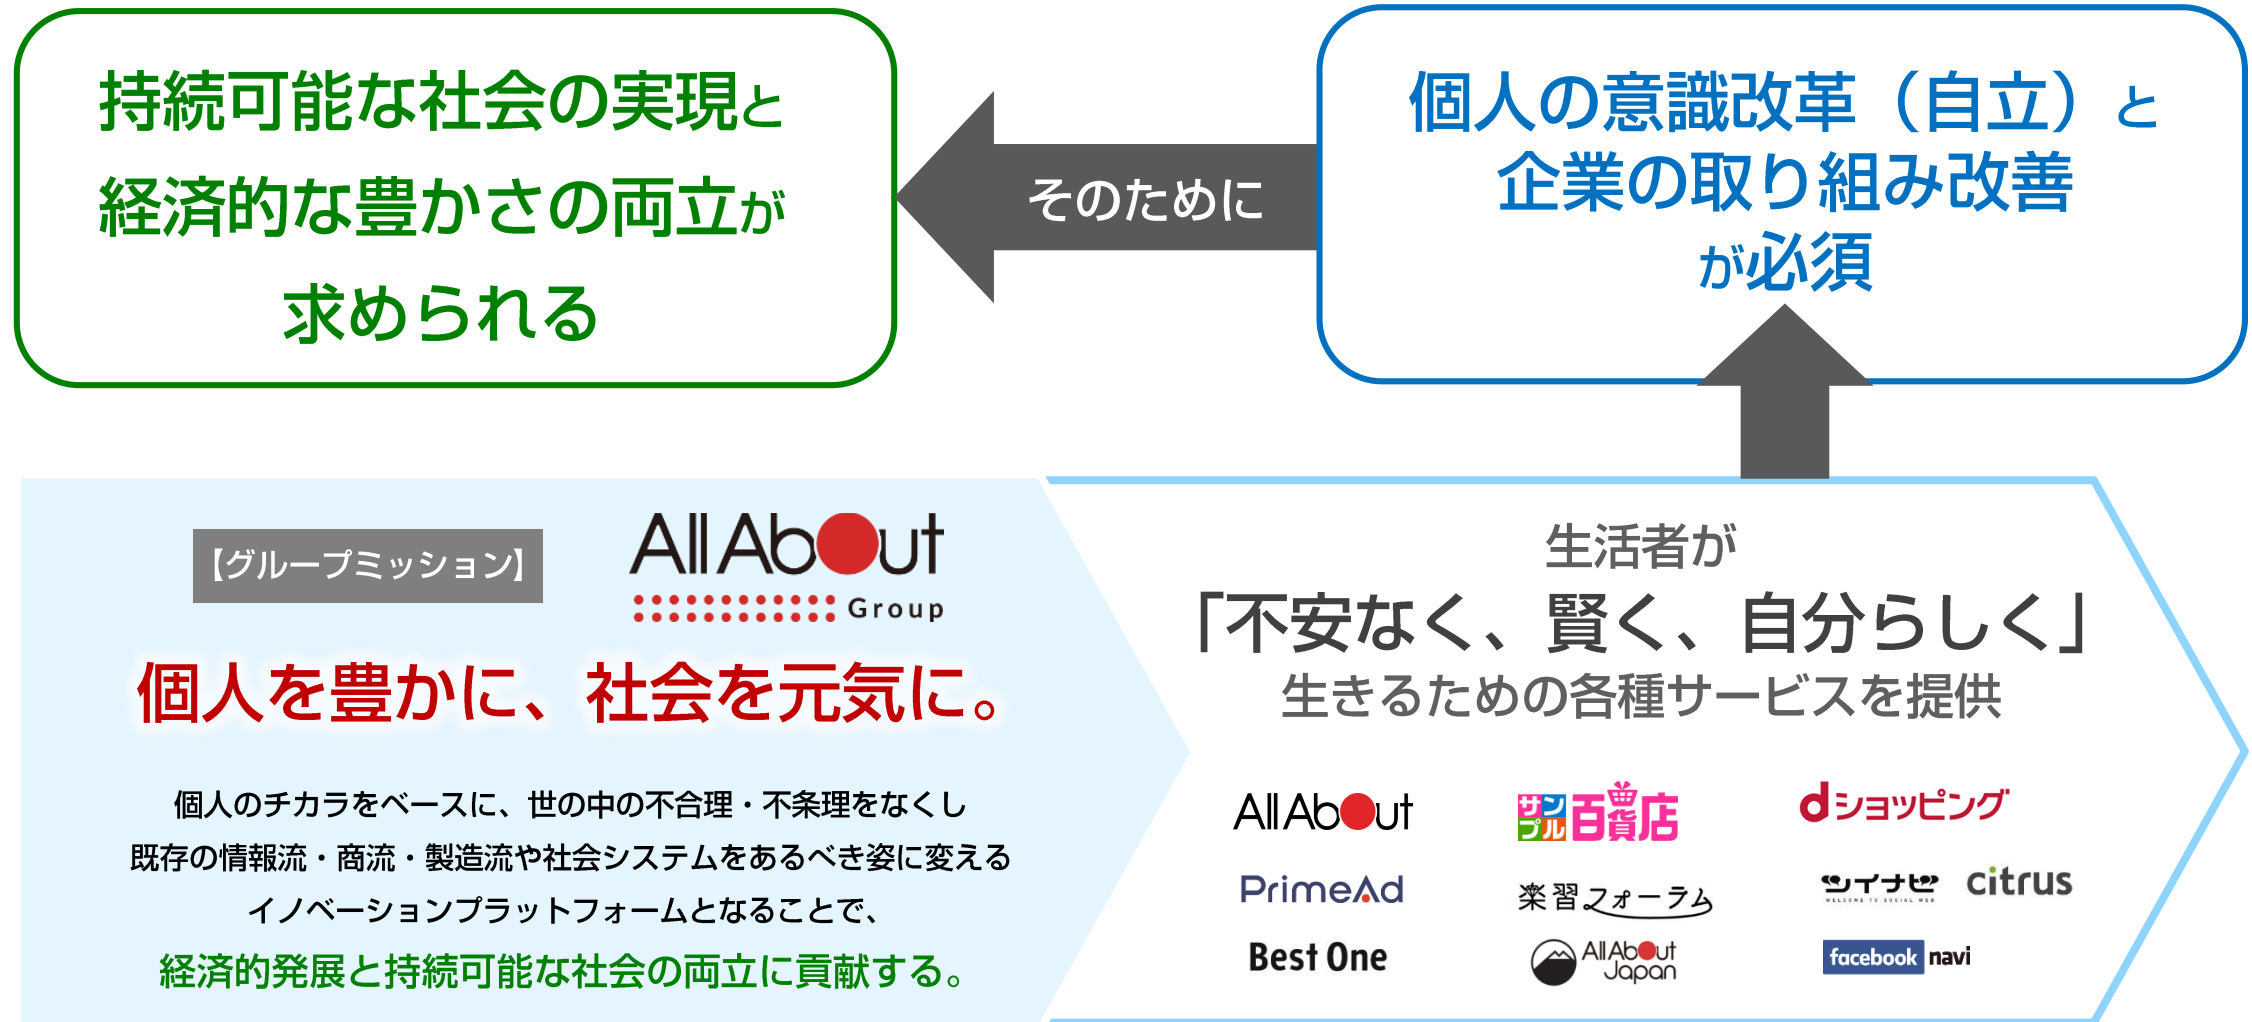 持続可能な社会の実現と
経済的な豊かさの両立が
求められる
そのために
個人の意識改革（自立）と
企業の取り組み改善
が必須
【グループミッション】
AllAbout
Group
個人を豊かに、社会を元気に。
個人のチカラをベースに、世の中の不合理・不条理をなくし
既存の情報流・商流・製造流や社会システムをあるべき姿に変える
イノベーションプラットフォームとなることで、
経済的発展と持続可能な社会の両立に貢献する。
生活者が
「不安なく、賢く、自分らしく」
生きるための各種サービスを提供
AllAbout
サンプル百貨店
dショッピング
PrimeAd
楽習フォーラム
ツイナビ
WELCOME TO SOCIAL WEB
citrus
Best One
AllAbout
Japan
facebook navi